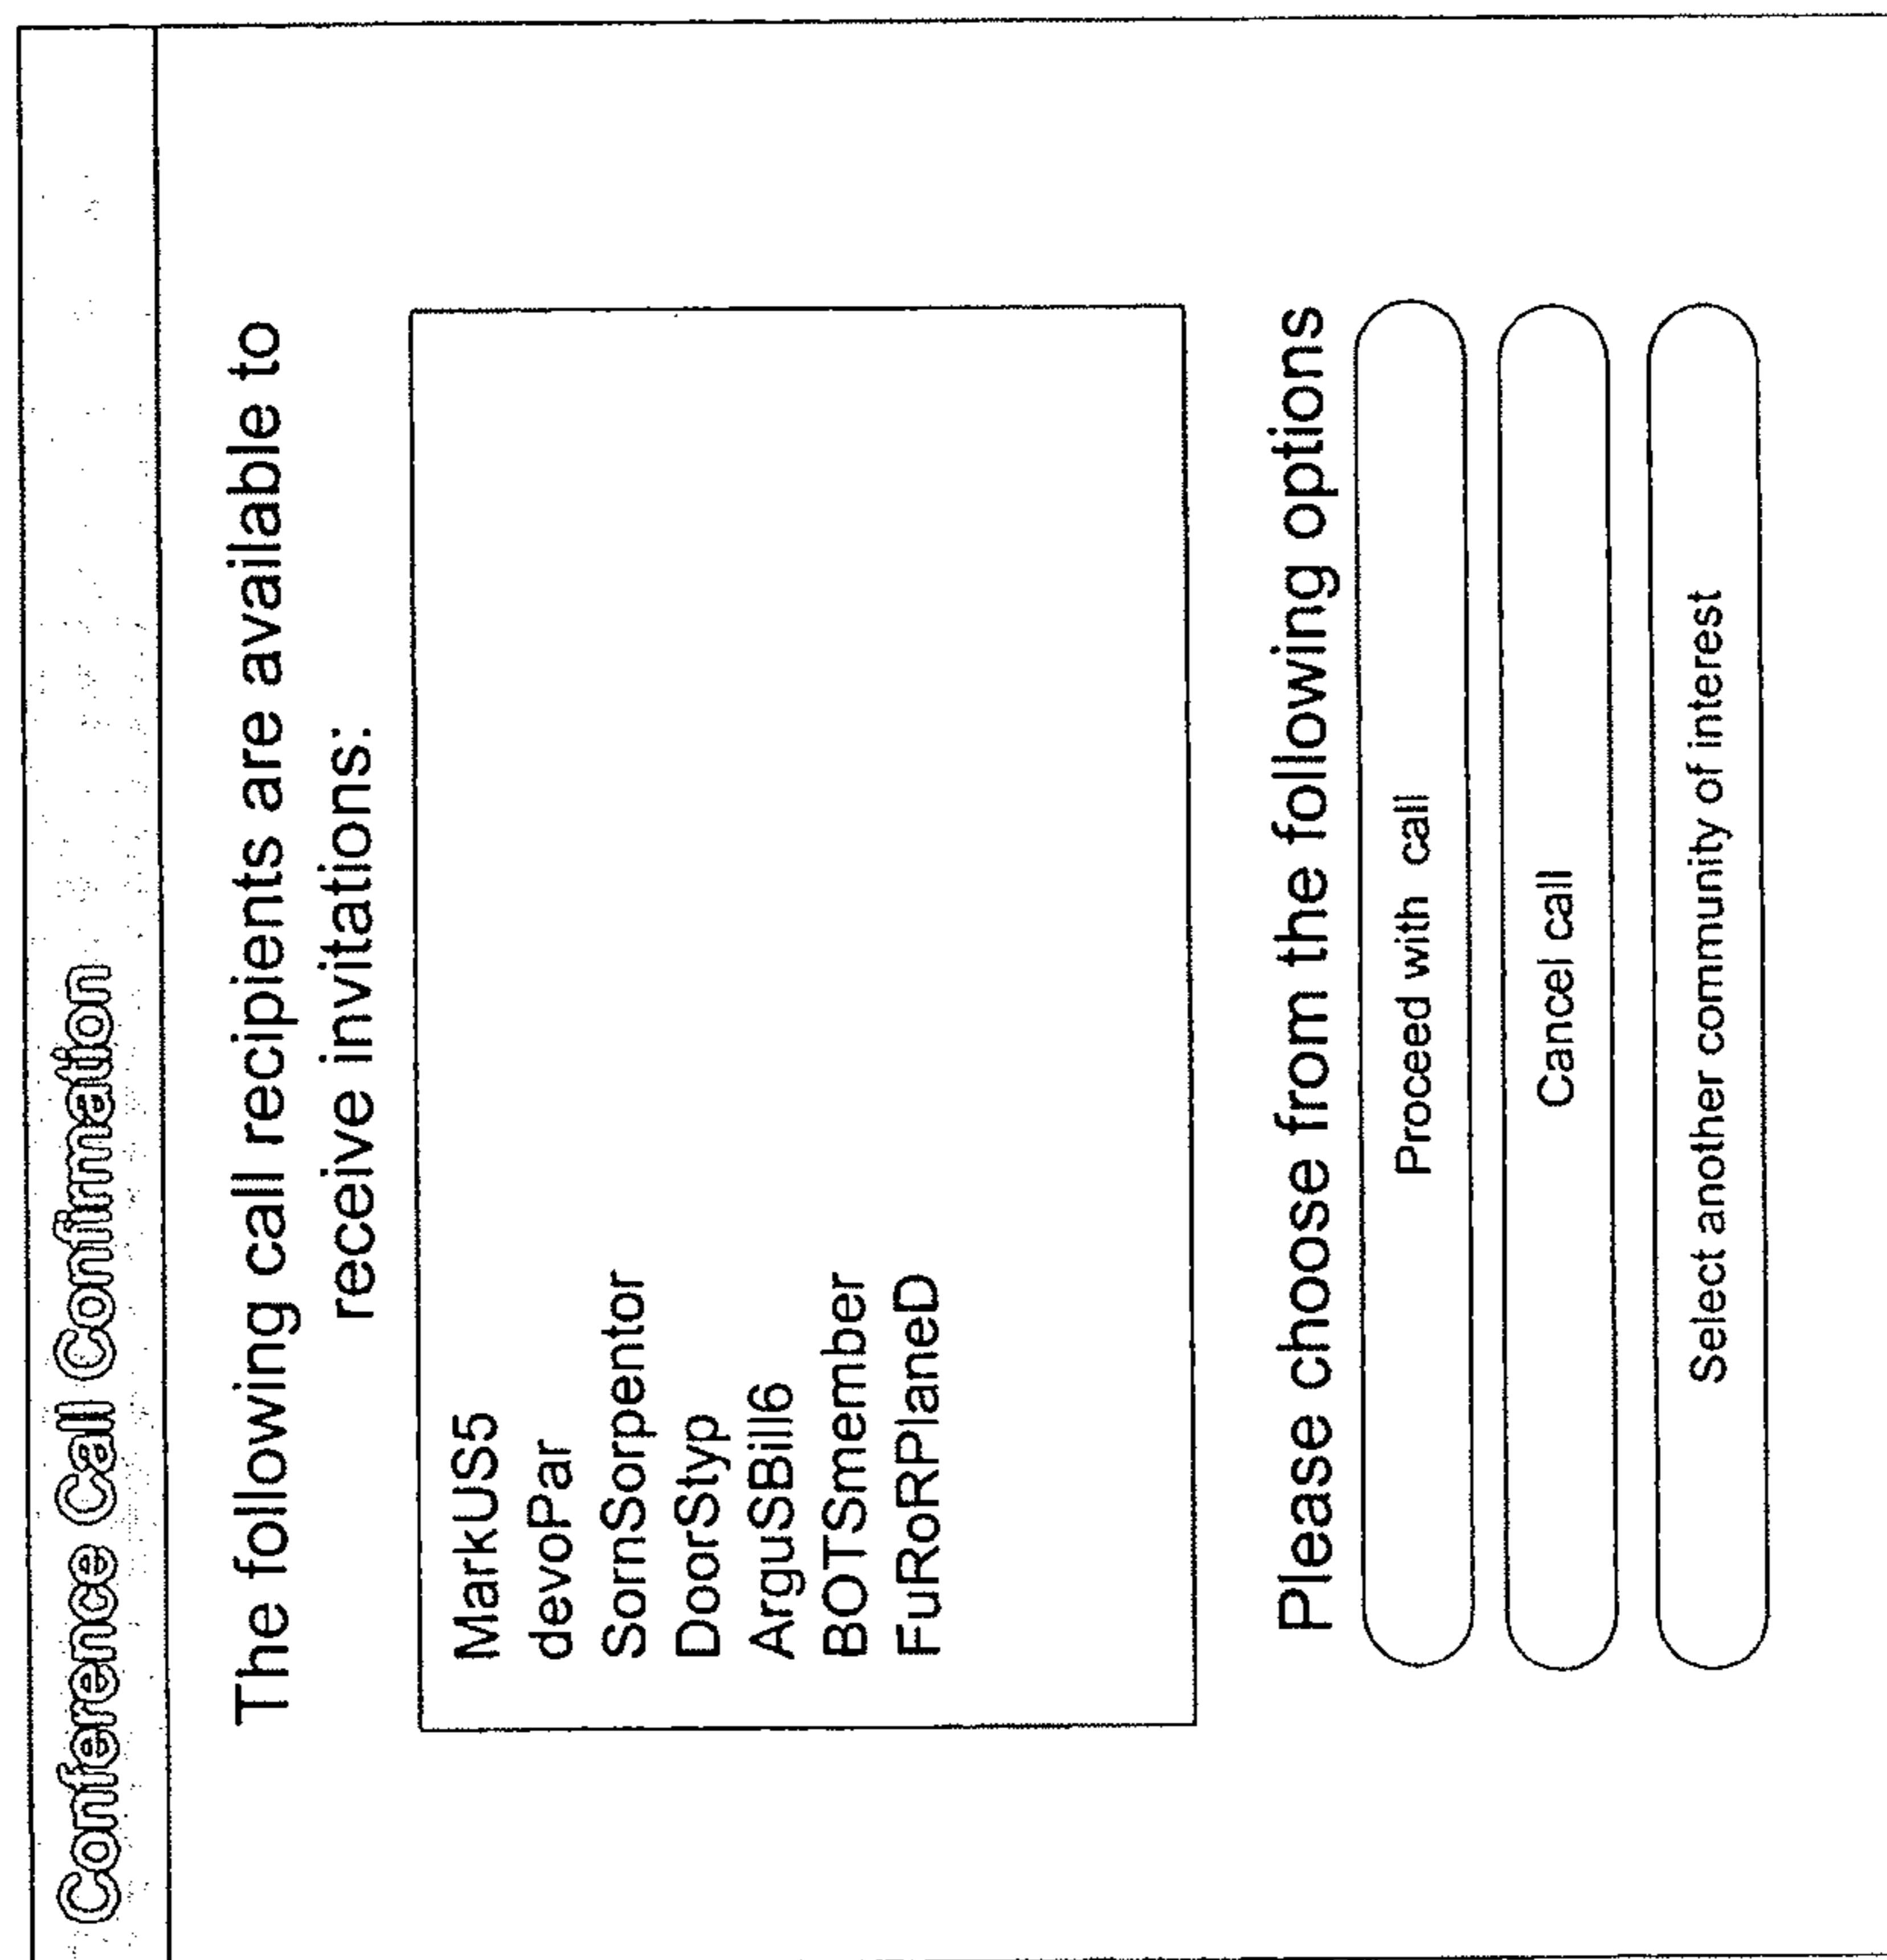 Conference Call Confirmation
The following call recipients are available to
receive invitations:
MarkUS5
devoPar
SornSorpentor
DoorStyp
ArguSBill6
BOTSmember
FuRoRPlaneD
Please choose from the following options
Proceed with call
Cancel call
Select another community of interest